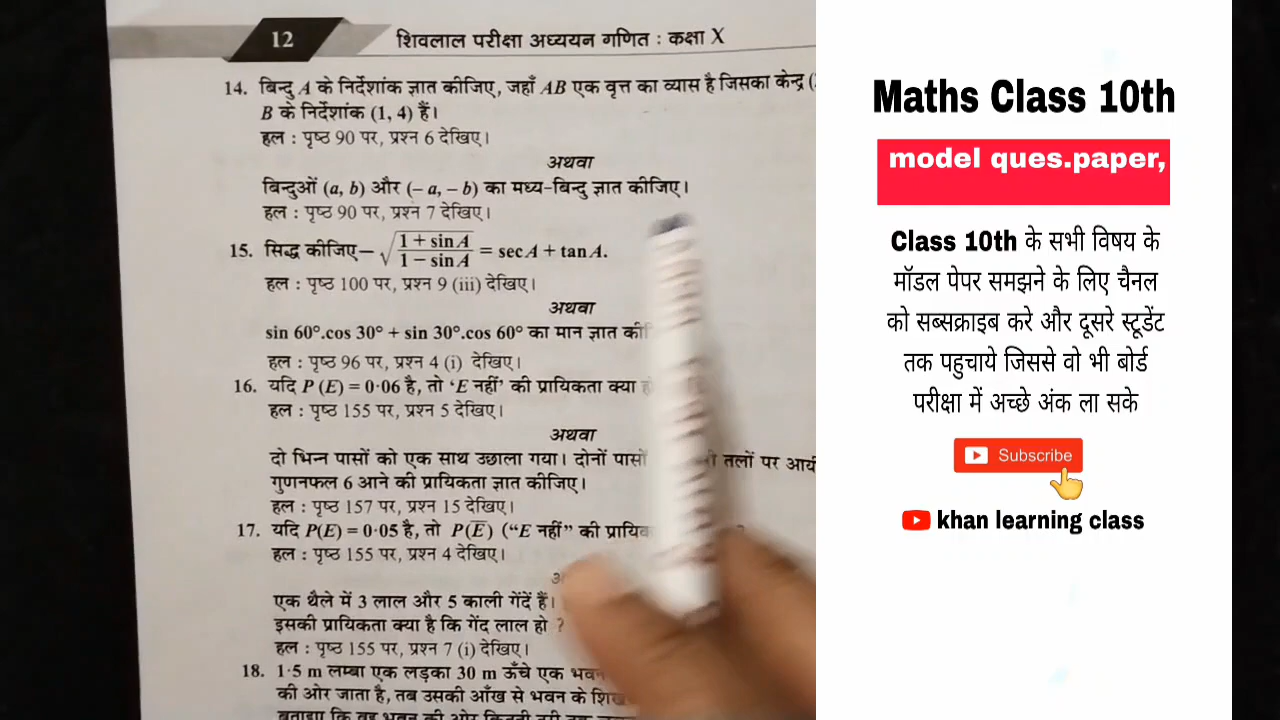 12
शिवलाल परीक्षा अध्ययन गणित : कक्षा X
14. बिन्दु A के निर्देशांक ज्ञात कीजिए, जहाँ AB एक वृत्त का व्यास है जिसका केन्द्र
B के निर्देशांक (1, 4) हैं।
हल : पृष्ठ 90 पर, प्रश्न 6 देखिए।
अथवा
बिन्दुओं (a, b) और (– a, – b) का मध्य-बिन्दु ज्ञात कीजिए।
हल : पृष्ठ 90 पर, प्रश्न 7 देखिए।
15. सिद्ध कीजिए– √(1 + sin A / 1 – sin A) = sec A + tan A.
हल : पृष्ठ 100 पर, प्रश्न 9 (iii) देखिए।
अथवा
sin 60°.cos 30° + sin 30°.cos 60° का मान ज्ञात
हल : पृष्ठ 96 पर, प्रश्न 4 (i) देखिए।
16. यदि P (E) = 0·06 है, तो ‘E नहीं’ की प्रायिकता क्या
हल : पृष्ठ 155 पर, प्रश्न 5 देखिए।
अथवा
दो भिन्न पासों को एक साथ उछाला गया। दोनों तलों पर
गुणनफल 6 आने की प्रायिकता ज्ञात कीजिए।
हल : पृष्ठ 157 पर, प्रश्न 15 देखिए।
17. यदि P(E) = 0·05 है, तो P(E̅) (“E नहीं” की
हल : पृष्ठ 155 पर, प्रश्न 4 देखिए।
एक थैले में 3 लाल और 5 काली गेंदें हैं।
इसकी प्रायिकता क्या है कि गेंद लाल हो ?
हल : पृष्ठ 155 पर, प्रश्न 7 (i) देखिए।
18. 1·5 m लम्बा एक लड़का 30 m ऊँचे एक
की ओर जाता है, तब उसकी आँख से भवन के
Maths Class 10th
model ques.paper,
Class 10th के सभी विषय के
मॉडल पेपर समझने के लिए चैनल
को सब्सक्राइब करे और दूसरे स्टूडेंट
तक पहुचाये जिससे वो भी बोर्ड
परीक्षा में अच्छे अंक ला सके
Subscribe
khan learning class